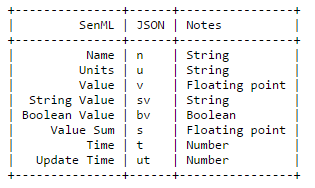 +---------------+------+----------------+
|         SenML | JSON | Notes          |
+---------------+------+----------------+
|          Name | n    | String         |
|         Units | u    | String         |
|         Value | v    | Floating point |
|  String Value | sv   | String         |
| Boolean Value | bv   | Boolean        |
|     Value Sum | s    | Floating point |
|          Time | t    | Number         |
|   Update Time | ut   | Number         |
+---------------+------+----------------+